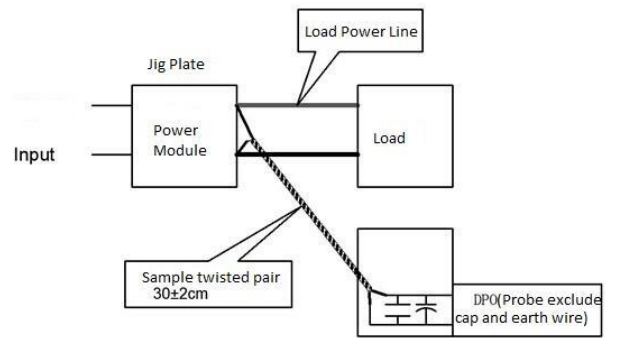 Load Power Line
Jig Plate
Power
Module
Load
Input
Sample twisted pair
30±2cm
DPO(Probe exclude
cap and earth wire)